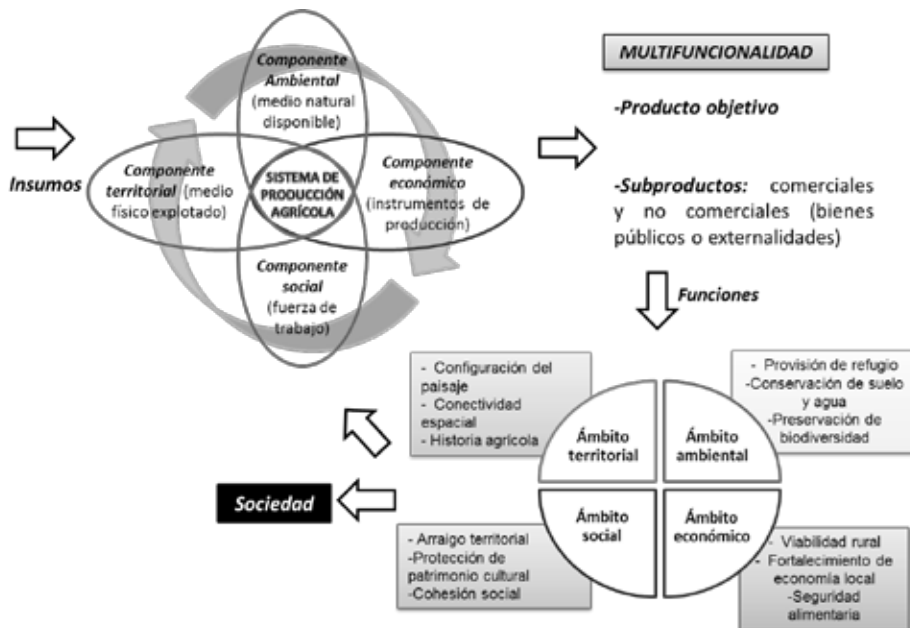 Insumos
Componente
Ambiental
(medio natural
disponible)
Componente
territorial (medio
físico explotado)
SISTEMA DE
PRODUCCIÓN
AGRÍCOLA
Componente
económico
(instrumentos de
producción)
Componente
social
(fuerza de
trabajo)
MULTIFUNCIONALIDAD
-Producto objetivo
-Subproductos: comerciales
y no comerciales (bienes
públicos o externalidades)
Funciones
- Configuración del
paisaje
- Conectividad
espacial
- Historia agrícola
- Provisión de refugio
-Conservación de suelo
y agua
-Preservación de
biodiversidad
Ámbito
territorial
Ámbito
ambiental
Ámbito
social
Ámbito
económico
Sociedad
- Arraigo territorial
-Protección de
patrimonio cultural
-Cohesión social
- Viabilidad rural
- Fortalecimiento de
economía local
-Seguridad
alimentaria